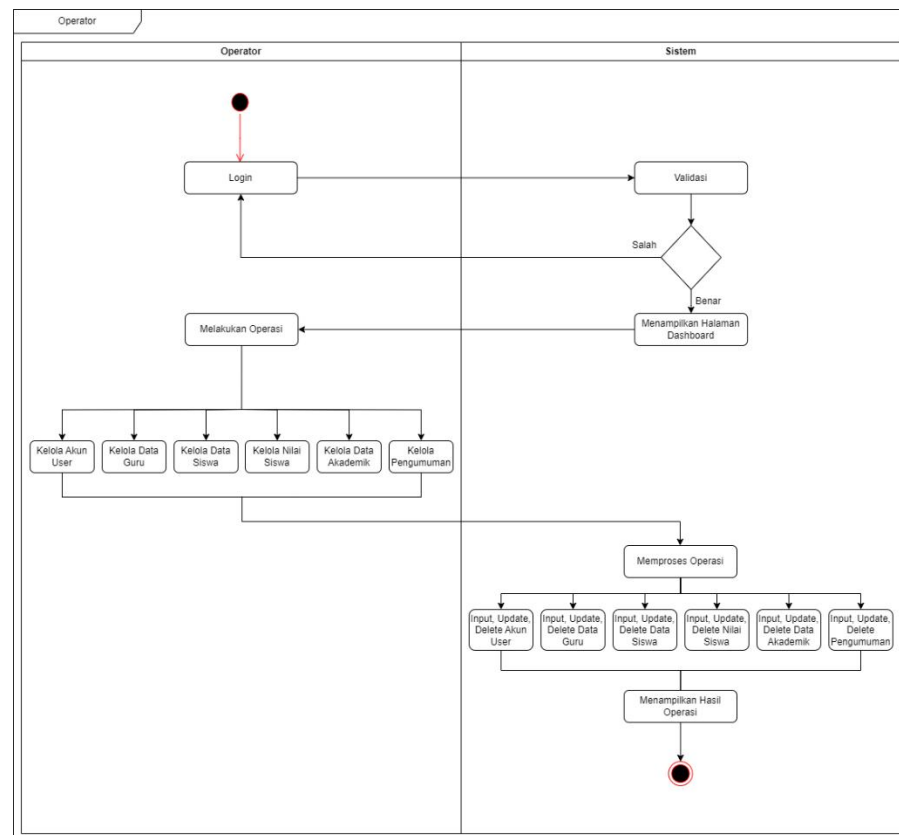 Operator
Operator
Sistem
Login
Validasi
Salah
Benar
Melakukan Operasi
Menampilkan Halaman
Dashboard
Kelola Akun
User
Kelola Data
Guru
Kelola Data
Siswa
Kelola Nilai
Siswa
Kelola Data
Akademik
Kelola
Pengumuman
Memproses Operasi
Input, Update,
Delete Akun
User
Input, Update,
Delete Data
Guru
Input, Update,
Delete Data
Siswa
Input, Update,
Delete Nilai
Siswa
Input, Update,
Delete Data
Akademik
Input, Update,
Delete
Pengumuman
Menampilkan Hasil
Operasi